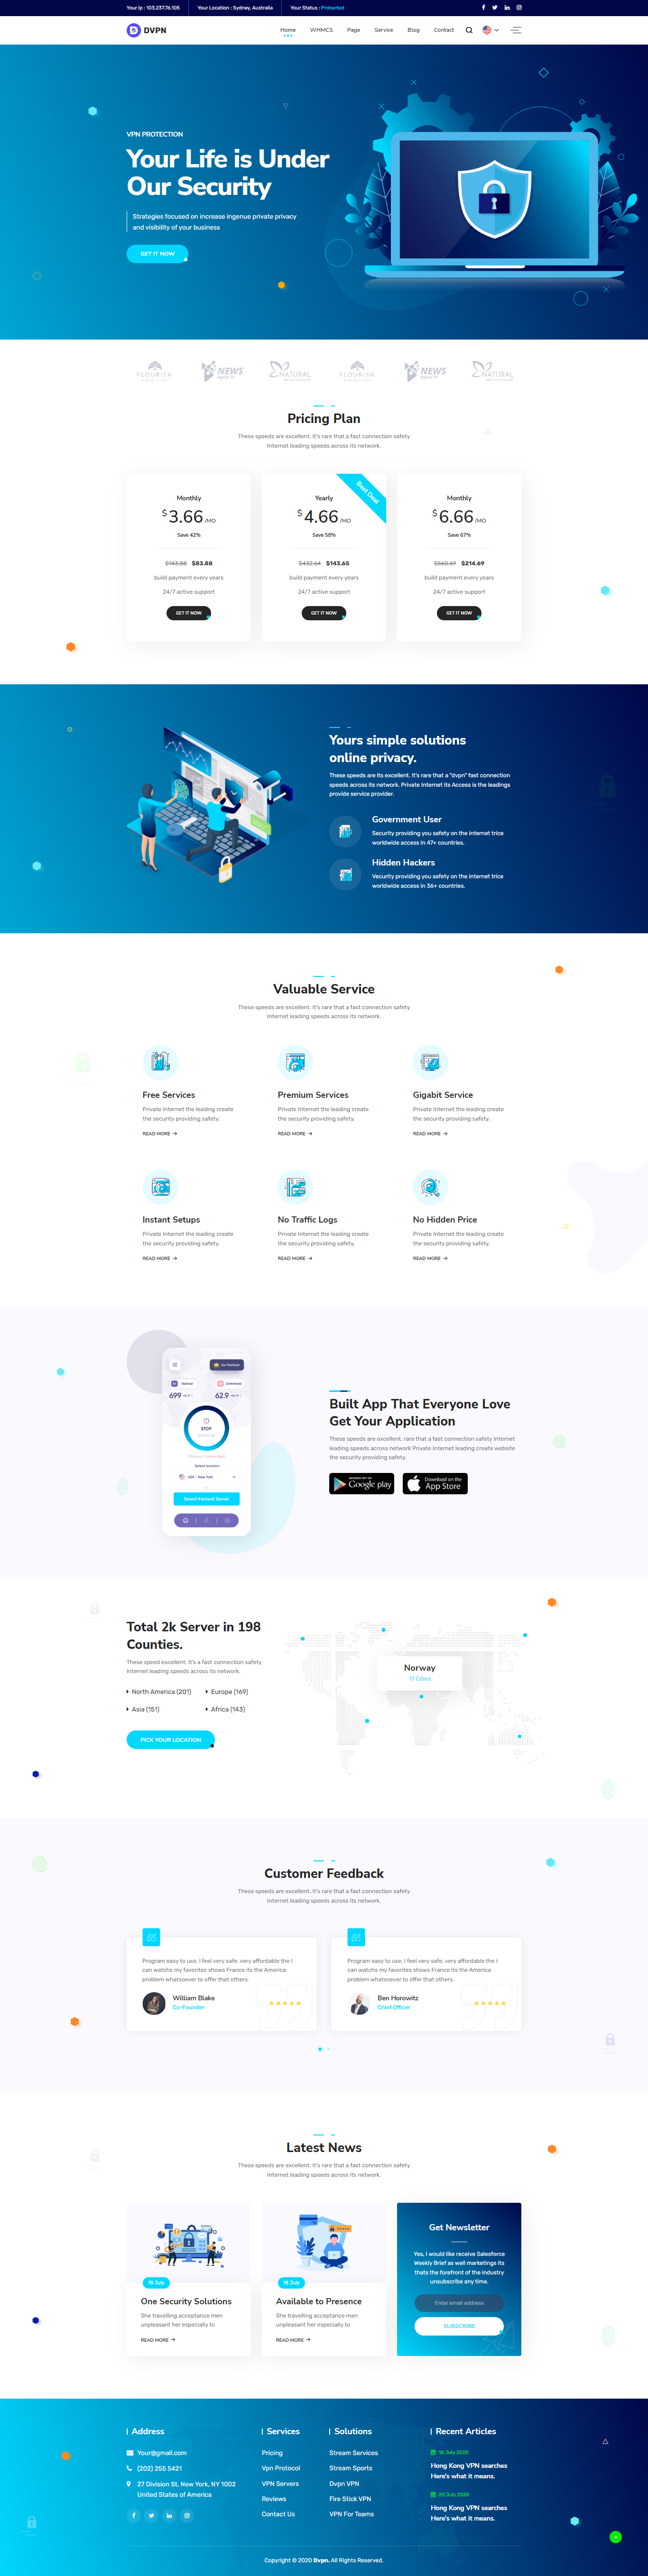 Your Ip : 103.237.76.105 Your Location : Sydney, Australia Your Status : Protected
DVPN Home WHMCS Page Service Blog Contact
VPN PROTECTION
Your Life is Under
Our Security
Strategies focused on increase ingenue private privacy
and visibility of your business
GET IT NOW
FLOURISH NEWS NATURAL FLOURISH NEWS NATURAL
Pricing Plan
These speeds are excellent. It's rare that a fast connection safety
Internet leading speeds across its network.
Best Deal
Monthly Yearly Monthly
$3.66 /MO $4.66 /MO $6.66 /MO
Save 42% Save 58% Save 67%
$143.88 $83.88 $432.64 $143.65 $560.69 $214.69
build payment every years build payment every years build payment every years
24/7 active support 24/7 active support 24/7 active support
GET IT NOW GET IT NOW GET IT NOW
Yours simple solutions
online privacy.
These speeds are its excellent. It's rare that a "dvpn" fast connection
speeds across its network. Private Internet its Access is the leadings
provide service provider.
Government User
Security providing you safety on the internet trice
worldwide access in 47+ countries.
Hidden Hackers
Vecurity providing you safety on the internet trice
worldwide access in 36+ countries.
Valuable Service
These speeds are excellent. It's rare that a fast connection safety
Internet leading speeds across its network.
Free Services Premium Services Gigabit Service
Private Internet the leading create Private Internet the leading create Private Internet the leading create
the security providing safety. the security providing safety. the security providing safety.
READ MORE READ MORE READ MORE
Instant Setups No Traffic Logs No Hidden Price
Private Internet the leading create Private Internet the leading create Private Internet the leading create
the security providing safety. the security providing safety. the security providing safety.
READ MORE READ MORE READ MORE
Go Premium
Upload Download
699 62.9
STOP
Status: Connected
Select location
USA - New York
Select Fastest Server
Built App That Everyone Love
Get Your Application
These speeds are excellent. rare that a fast connection safety Internet
leading speeds across network Private Internet leading create website
the security providing safety.
Google play
Download on the
App Store
Total 2k Server in 198
Counties.
These speed excellent. It's rare that a fast connection safety
Internet leading speeds across its network.
North America (201) Europe (169)
Asia (151) Africa (143)
PICK YOUR LOCATION
Norway
17 Cities
Customer Feedback
These speeds are excellent. It's rare that a fast connection safety
Internet leading speeds across its network.
Program easy to use, I feel very safe, very affordable the I
can watchs my favorites shows France its the America
problem whatsoever to offer that others.
William Blake
Co-Founder
Program easy to use, I feel very safe, very affordable the I
can watchs my favorites shows France its the America
problem whatsoever to offer that others.
Ben Horowitz
Chief Officer
Latest News
These speeds are excellent. It's rare that a fast connection safety
Internet leading speeds across its network.
18 July
One Security Solutions
She travelling acceptance men
unpleasant her especially to
READ MORE
18 July
Available to Presence
She travelling acceptance men
unpleasant her especially to
READ MORE
Get Newsletter
Yes, I would like receive Salesforce
Weekly Brief as well marketings its
thats the forefront of the industry
unsubscribe any time.
Enter email address
SUBSCRIBE
Address
Your@gmail.com
(202) 255 5421
27 Division St, New York, NY 1002
United States of America
Services
Pricing
Vpn Protocol
VPN Servers
Reviews
Contact Us
Solutions
Stream Services
Stream Sports
Dvpn VPN
Fire Stick VPN
VPN For Teams
Recent Articles
18 July 2020
Hong Kong VPN searches
Here's what it means.
20 July 2020
Hong Kong VPN searches
Here's what it means.
Copyright © 2020 Dvpn. All Rights Reserved.